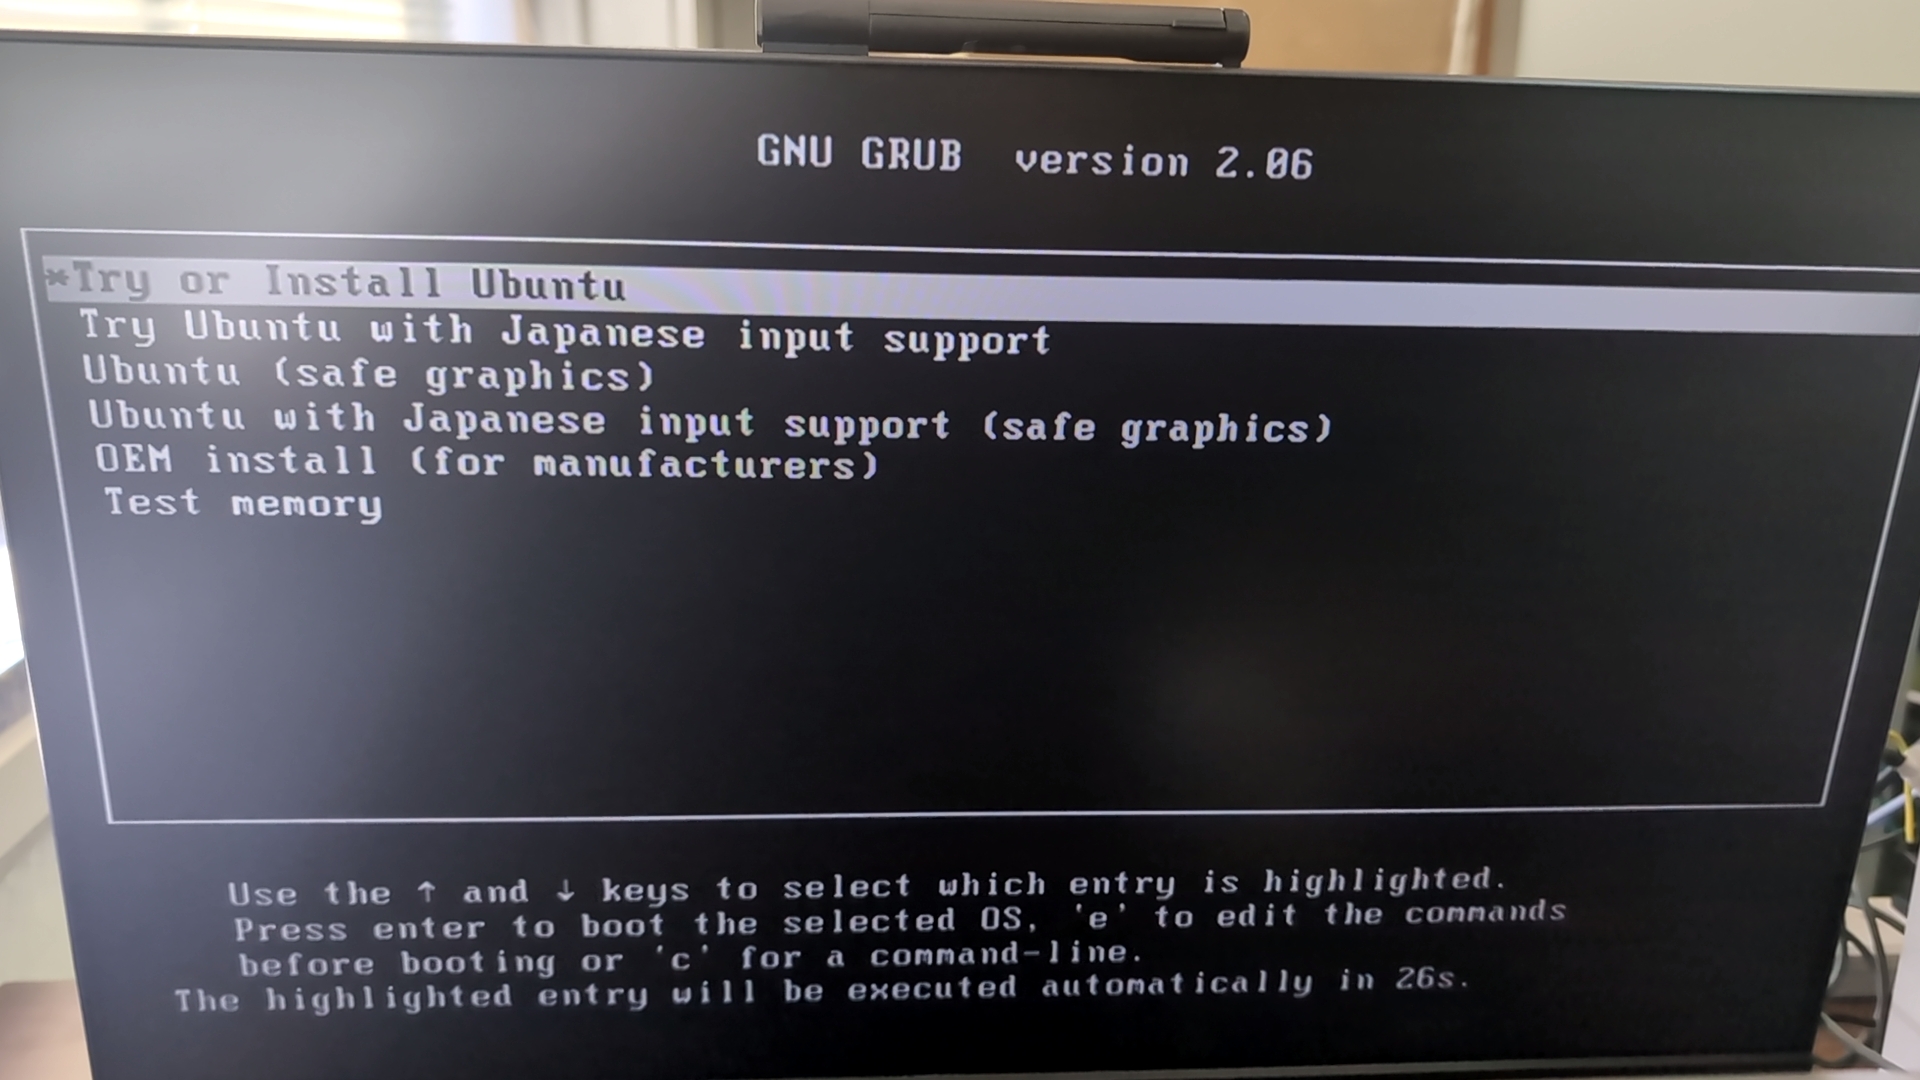 GNU GRUB version 2.06
*Try or Install Ubuntu
Try Ubuntu with Japanese input support
Ubuntu (safe graphics)
Ubuntu with Japanese input support (safe graphics)
OEM install (for manufacturers)
Test memory
Use the ↑ and ↓ keys to select which entry is highlighted.
Press enter to boot the selected OS, 'e' to edit the commands
before booting or 'c' for a command-line.
The highlighted entry will be executed automatically in 26s.